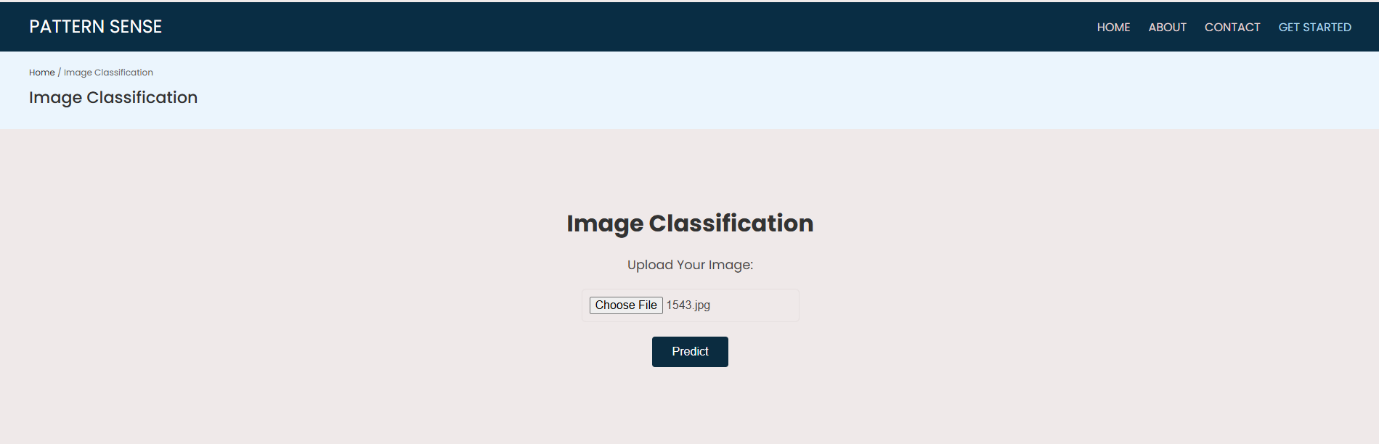 PATTERN SENSE HOME ABOUT CONTACT GET STARTED
Home / Image Classification
Image Classification
Image Classification
Upload Your Image:
Choose File 1543.jpg
Predict